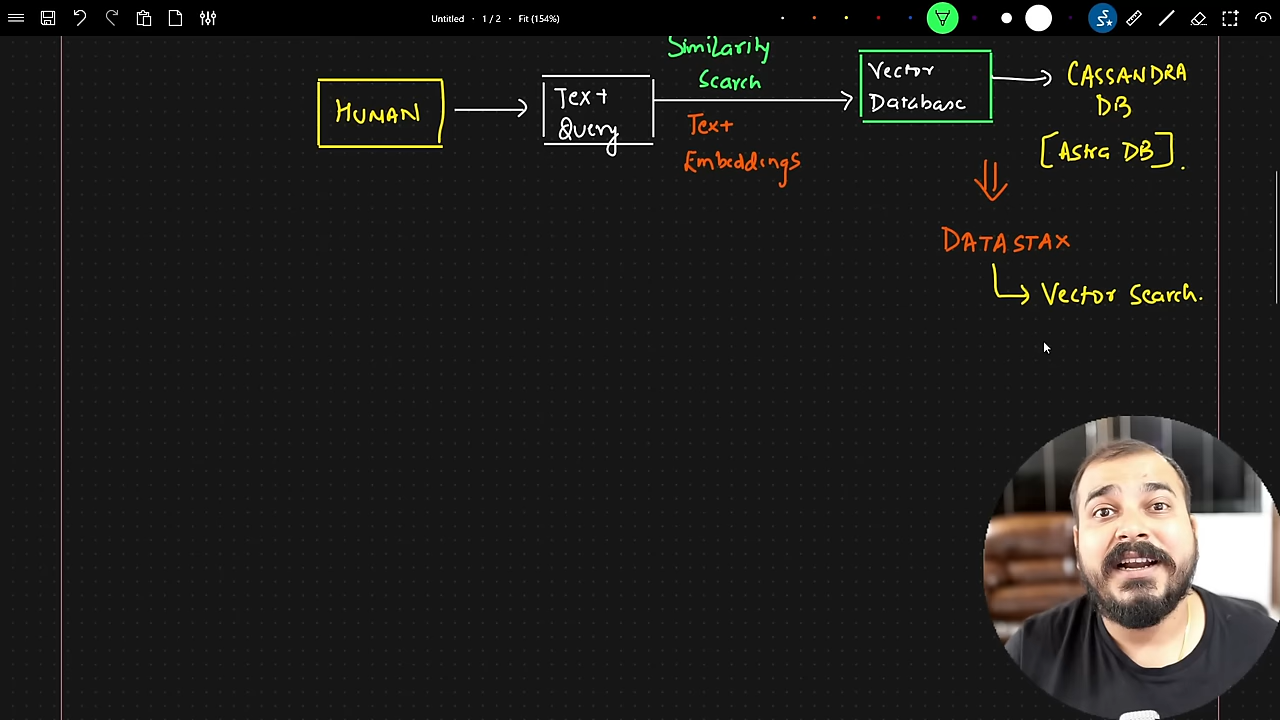 Untitled · 1 / 2 · Fit (154%)
Similarity
Search
HUMAN
Text
Query
Text
Embeddings
Vector
Database
CASSANDRA
DB
[Astra DB].
DATASTAX
Vector Search.